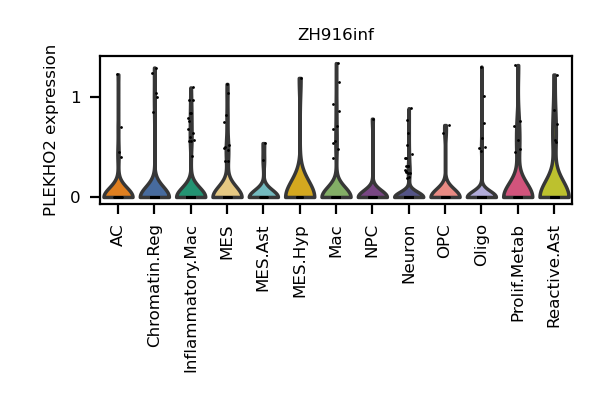 ZH916inf
PLEKHO2 expression
1
0
AC
Chromatin.Reg
Inflammatory.Mac
MES
MES.Ast
MES.Hyp
Mac
NPC
Neuron
OPC
Oligo
Prolif.Metab
Reactive.Ast